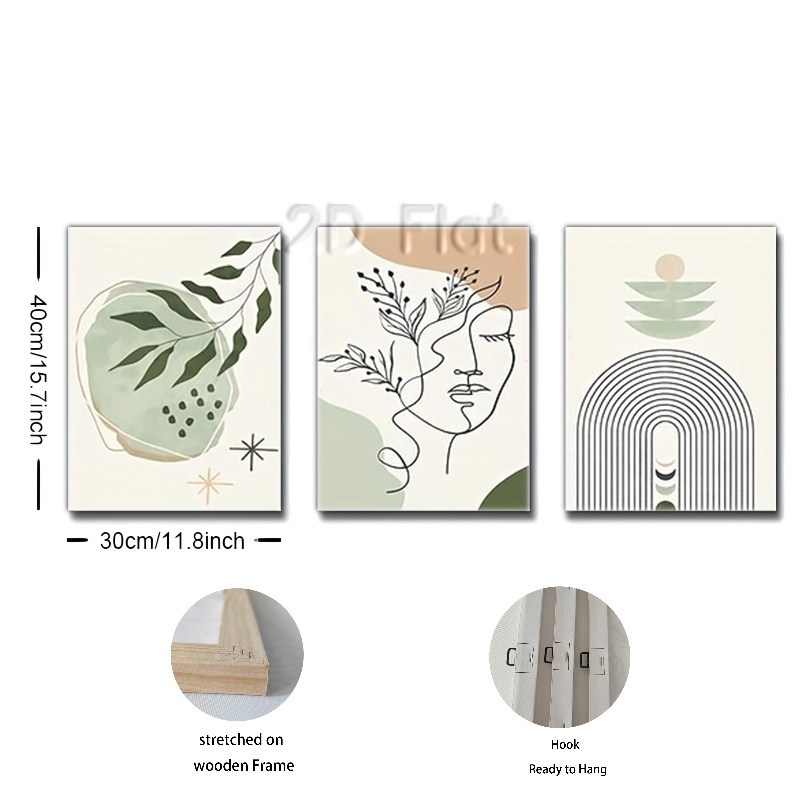 2D Flat
40cm/15.7inch
30cm/11.8inch
stretched on
wooden Frame
Hook
Ready to Hang